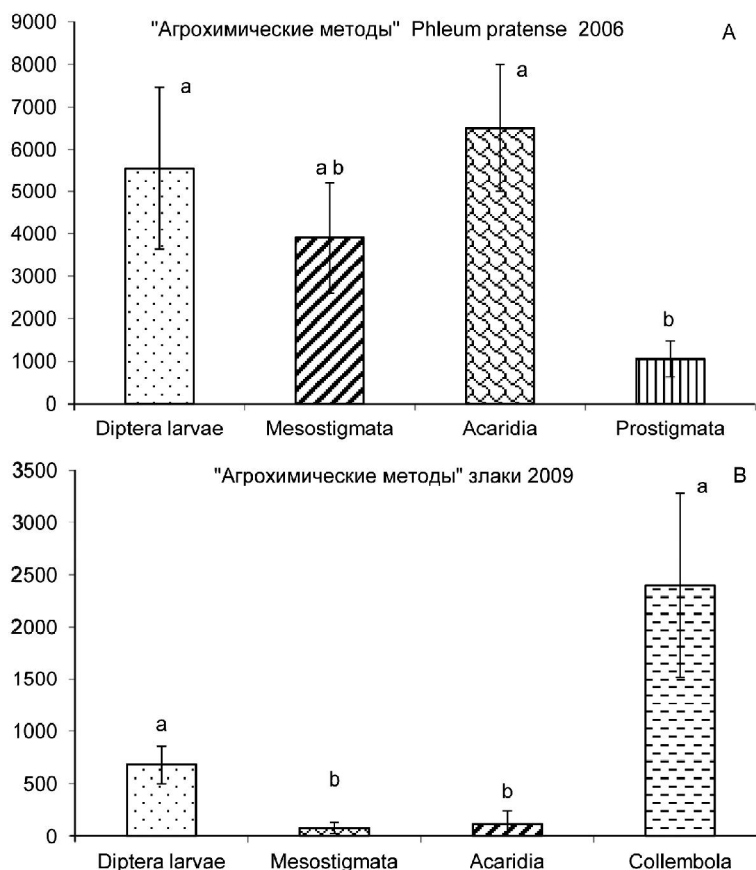 "Агрохимические методы" Phleum pratense 2006 A
9000
8000
7000
6000
5000
4000
3000
2000
1000
0
a
a b
a
b
Diptera larvae Mesostigmata Acaridia Prostigmata
"Агрохимические методы" злаки 2009 B
3500
3000
2500
2000
1500
1000
500
0
a
b
b
a
Diptera larvae Mesostigmata Acaridia Collembola